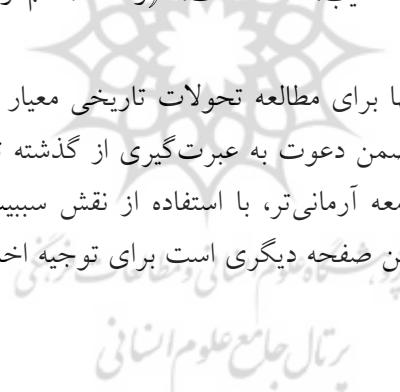 ها برای مطالعه تحولات تاریخی معیار
ضمن دعوت به عبرت‌گیری از گذشته
معه آرمانی‌تر، با استفاده از نقش سببیت
ن صفحه دیگری است برای توجیه اخ
پژوهشگاه علوم انسانی و مطالعات فرهنگی
پرتال جامع علوم انسانی